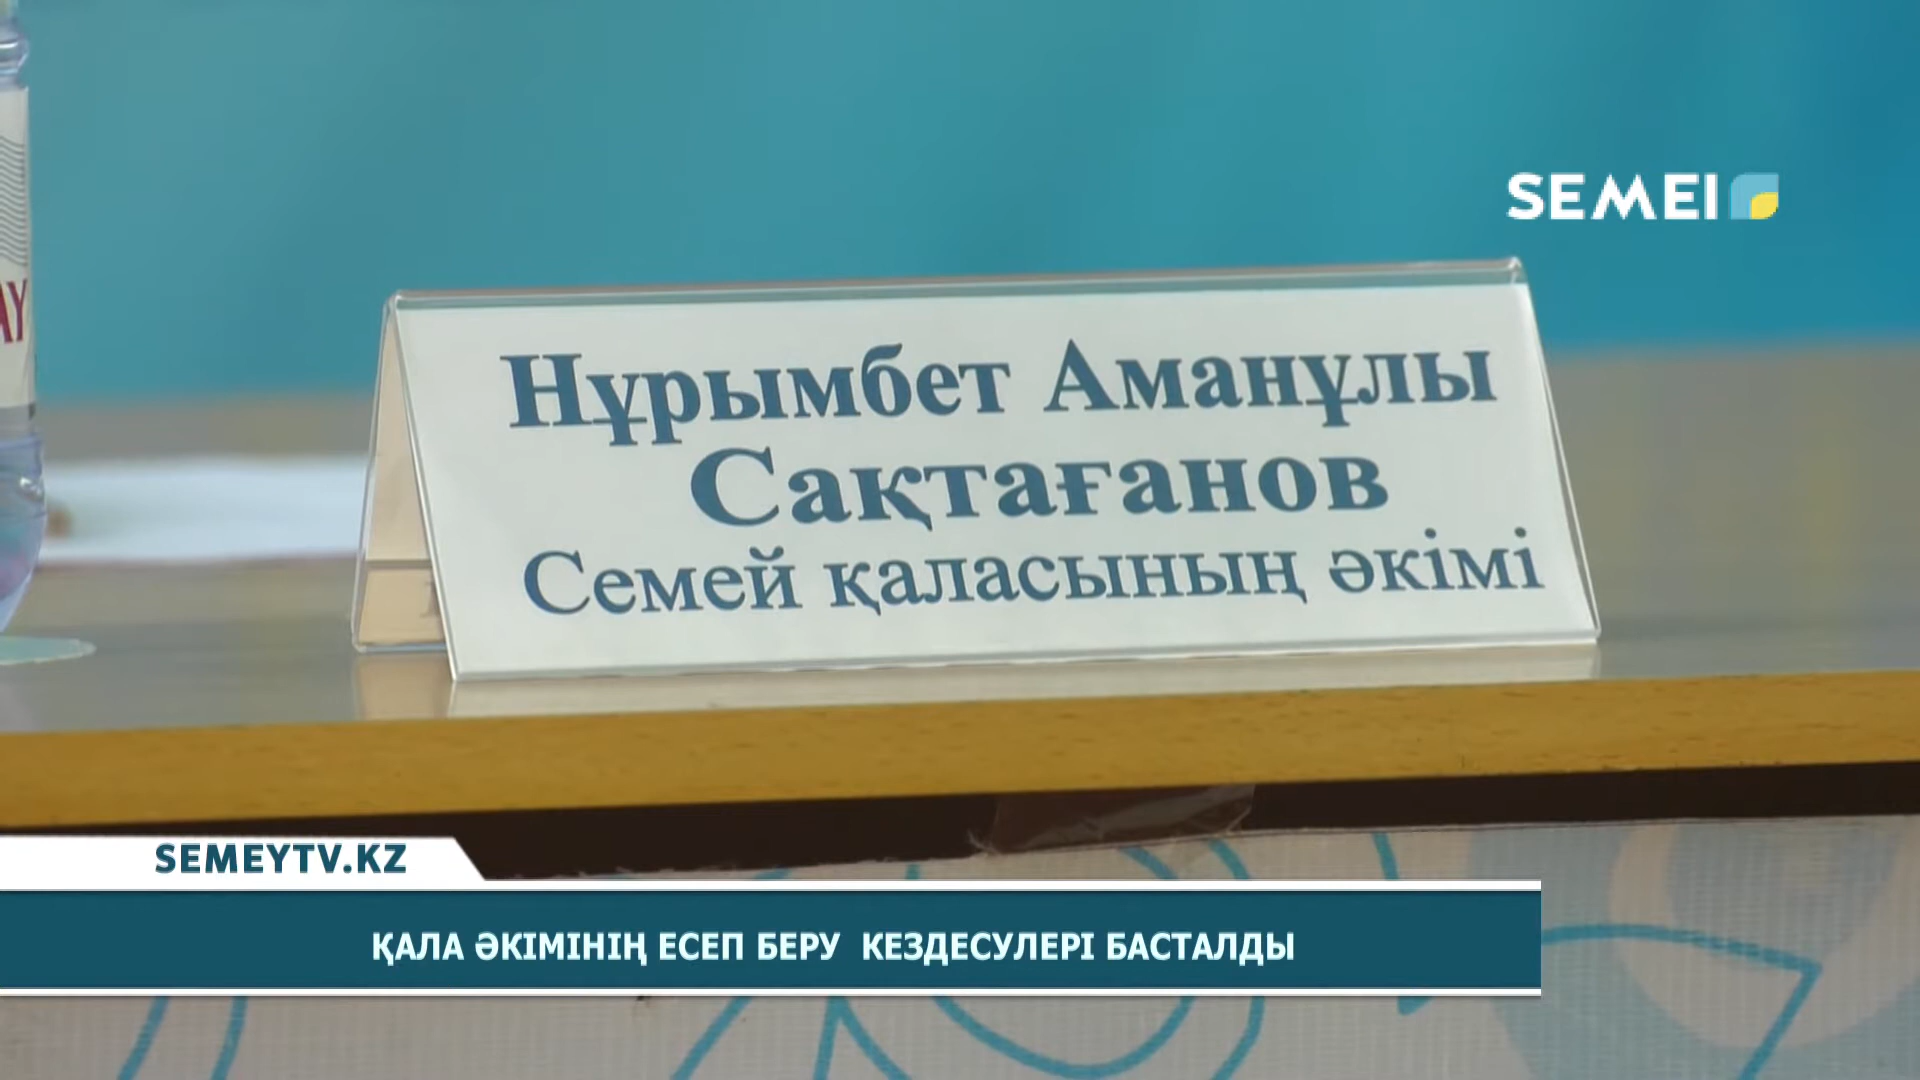 SEMEI
Нұрымбет Аманұлы
Сақтағанов
Семей қаласының әкімі
SEMEYTV.KZ
ҚАЛА ӘКІМІНІҢ ЕСЕП БЕРУ КЕЗДЕСУЛЕРІ БАСТАЛДЫ